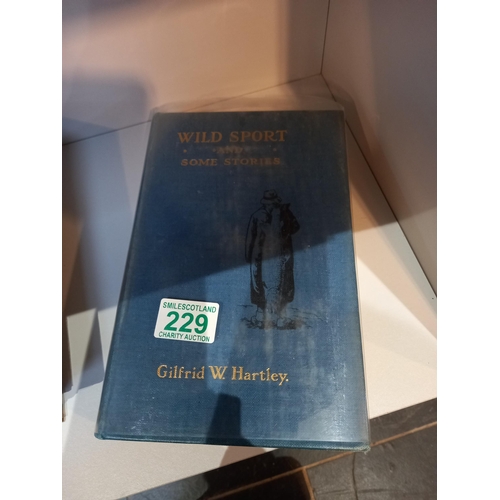 WILD SPORT
AND
SOME STORIES
SMILESCOTLAND
229
CHARITY AUCTION
Gilfrid W. Hartley.